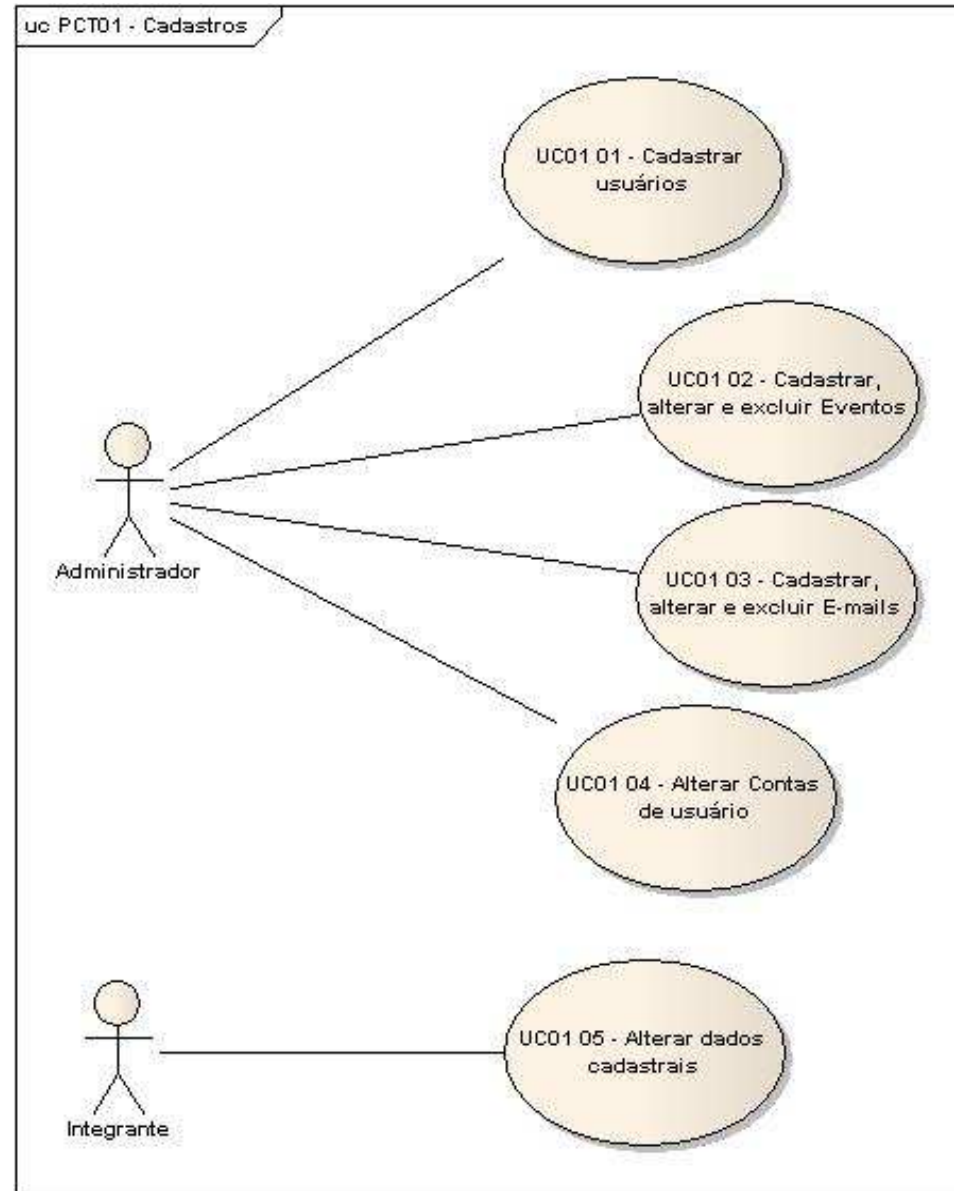 uc PCT01 - Cadastros
UC01 01 - Cadastrar
usuários
UC01 02 - Cadastrar,
alterar e excluir Eventos
Administrador
UC01 03 - Cadastrar,
alterar e excluir E-mails
UC01 04 - Alterar Contas
de usuário
UC01 05 - Alterar dados
cadastrais
Integrante